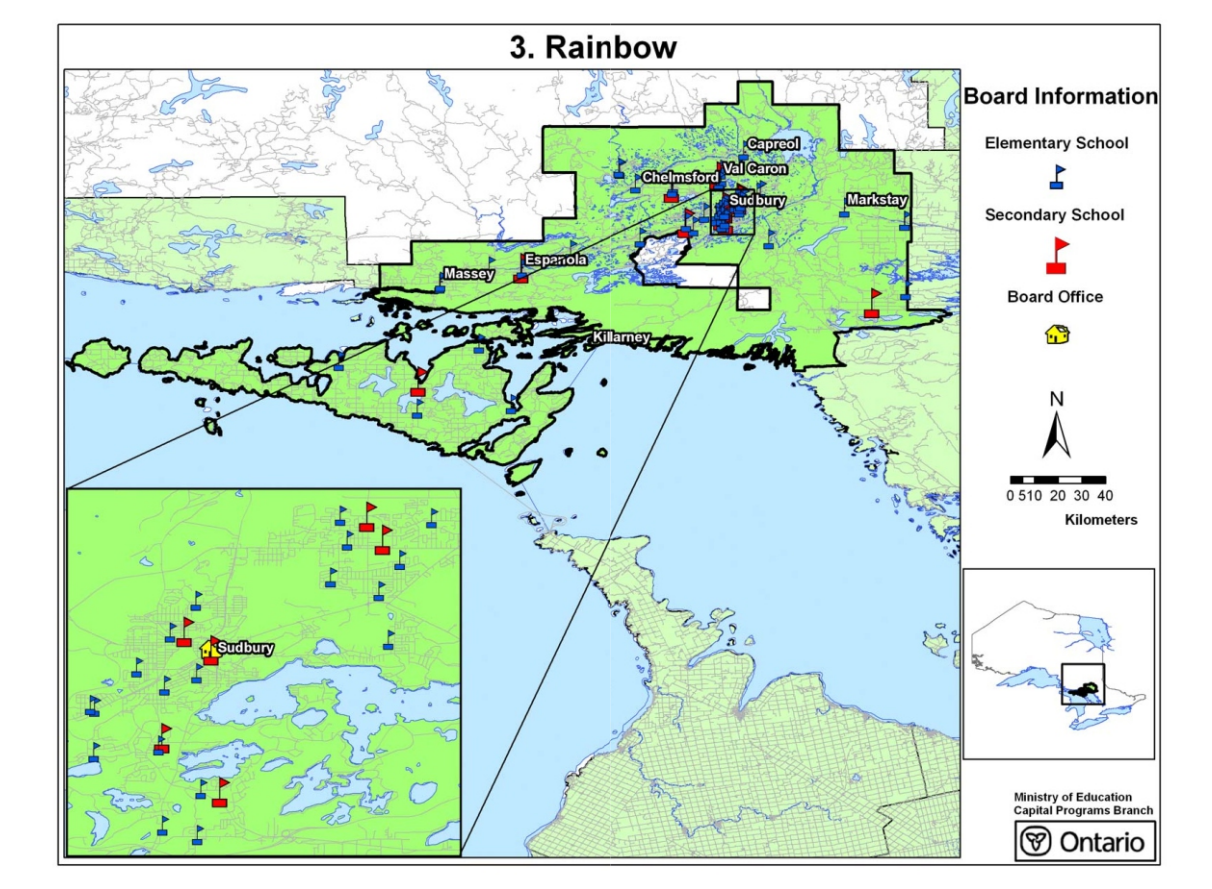 3. Rainbow
Board Information
Elementary School
Secondary School
Board Office
N
0 510 20 30 40
Kilometers
Capreol
Val Caron
Chelmsford
Sudbury
Markstay
Espanola
Massey
Killarney
Sudbury
Ministry of Education
Capital Programs Branch
Ontario